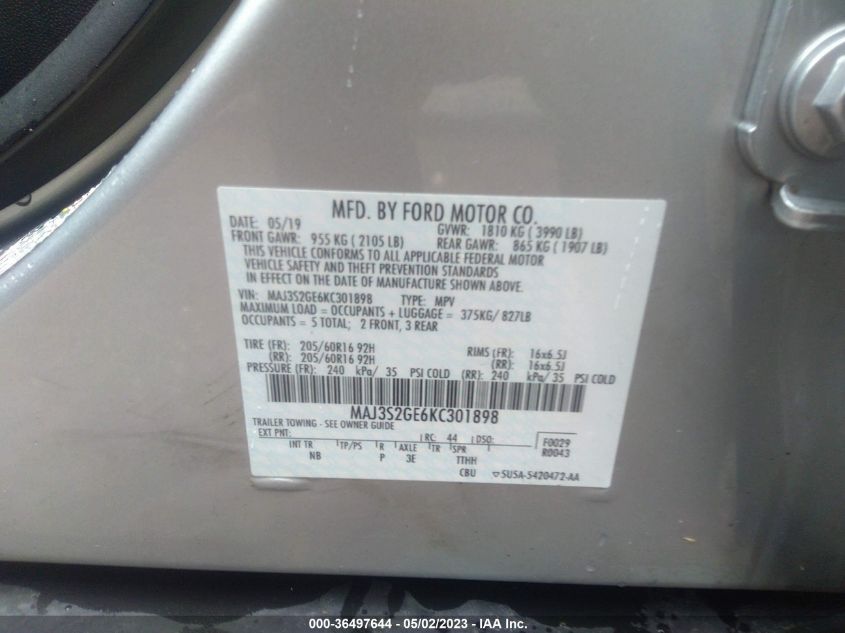 MFD. BY FORD MOTOR CO.
DATE: 05/19 GVWR: 1810 KG ( 3990 LB)
FRONT GAWR: 955 KG ( 2105 LB) REAR GAWR: 865 KG ( 1907 LB)
THIS VEHICLE CONFORMS TO ALL APPLICABLE FEDERAL MOTOR
VEHICLE SAFETY AND THEFT PREVENTION STANDARDS
IN EFFECT ON THE DATE OF MANUFACTURE SHOWN ABOVE.
VIN: MAJ3S2GE6KC301898 TYPE: MPV
MAXIMUM LOAD = OCCUPANTS + LUGGAGE = 375KG/ 827LB
OCCUPANTS = 5 TOTAL; 2 FRONT, 3 REAR
TIRE (FR): 205/60R16 92H RIMS (FR): 16x6.5J
(RR): 205/60R16 92H (RR): 16x6.5J
PRESSURE (FR): 240 kPa/ 35 PSI COLD (RR): 240 kPa/ 35 PSI COLD
MAJ3S2GE6KC301898
TRAILER TOWING - SEE OWNER GUIDE
EXT PNT: RC: 44 DSO: F0029
R0043
INT TR TP/PS R AXLE TR SPR
NB P 3E TTHH
CBU SUSA-5420472-AA
000-36497644 - 05/02/2023 - IAA Inc.